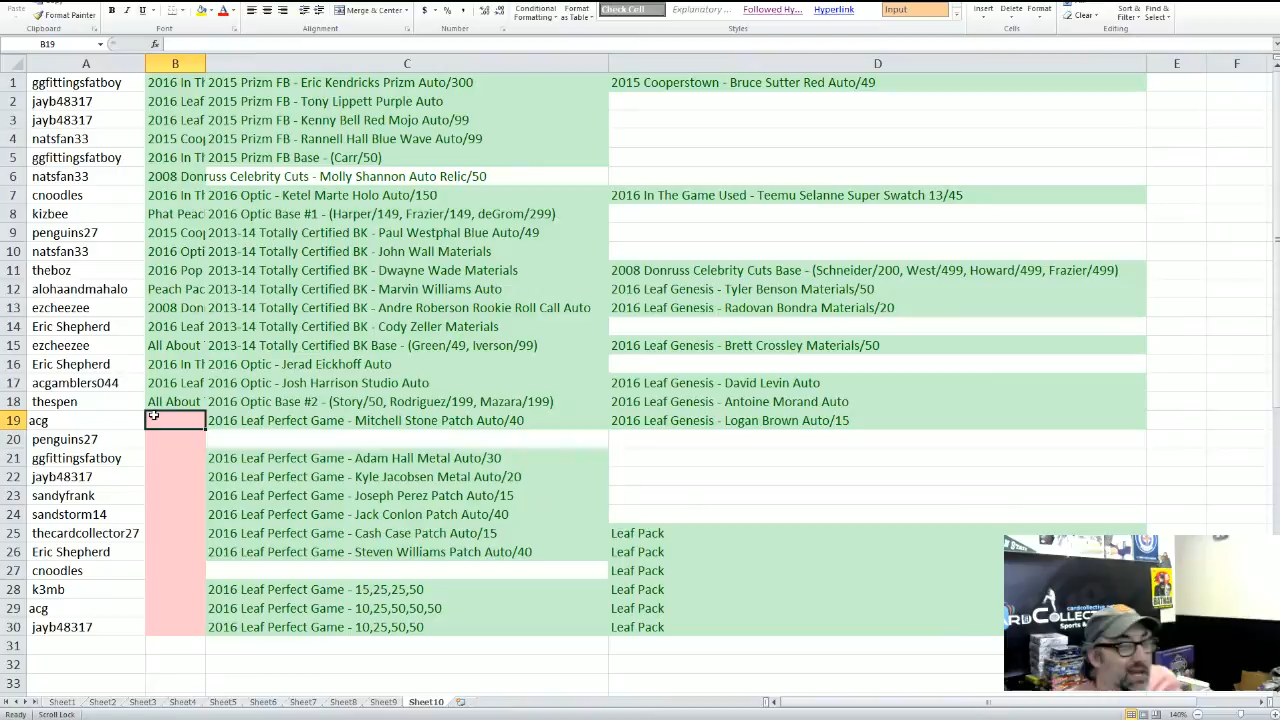 Paste
Format Painter
B I U
A
Merge & Center
$ % ,
Conditional Formatting
Format as Table
Check Cell
Explanatory ...
Followed Hy...
Hyperlink
Input
Insert Delete Format
Clear
Sort & Filter
Find & Select
Clipboard Font Alignment Number Styles Cells Editing
B19 fx
A B C D E F
1 ggfittingsfatboy 2016 In Th 2015 Prizm FB - Eric Kendricks Prizm Auto/300 2015 Cooperstown - Bruce Sutter Red Auto/49
2 jayb48317 2016 Leaf 2015 Prizm FB - Tony Lippett Purple Auto
3 jayb48317 2016 Leaf 2015 Prizm FB - Kenny Bell Red Mojo Auto/99
4 natsfan33 2015 Coop 2015 Prizm FB - Rannell Hall Blue Wave Auto/99
5 ggfittingsfatboy 2016 In Th 2015 Prizm FB Base - (Carr/50)
6 natsfan33 2008 Donruss Celebrity Cuts - Molly Shannon Auto Relic/50
7 cnoodles 2016 In Th 2016 Optic - Ketel Marte Holo Auto/150 2016 In The Game Used - Teemu Selanne Super Swatch 13/45
8 kizbee Phat Peac 2016 Optic Base #1 - (Harper/149, Frazier/149, deGrom/299)
9 penguins27 2015 Coop 2013-14 Totally Certified BK - Paul Westphal Blue Auto/49
10 natsfan33 2016 Opti 2013-14 Totally Certified BK - John Wall Materials
11 theboz 2016 Pop 2013-14 Totally Certified BK - Dwayne Wade Materials 2008 Donruss Celebrity Cuts Base - (Schneider/200, West/499, Howard/499, Frazier/499)
12 alohaandmahalo Peach Pac 2013-14 Totally Certified BK - Marvin Williams Auto 2016 Leaf Genesis - Tyler Benson Materials/50
13 ezcheezee 2008 Don 2013-14 Totally Certified BK - Andre Roberson Rookie Roll Call Auto 2016 Leaf Genesis - Radovan Bondra Materials/20
14 Eric Shepherd 2016 Leaf 2013-14 Totally Certified BK - Cody Zeller Materials
15 ezcheezee All About 2013-14 Totally Certified BK Base - (Green/49, Iverson/99) 2016 Leaf Genesis - Brett Crossley Materials/50
16 Eric Shepherd 2016 In Th 2016 Optic - Jerad Eickhoff Auto
17 acgamblers044 2016 Leaf 2016 Optic - Josh Harrison Studio Auto 2016 Leaf Genesis - David Levin Auto
18 thespen All About 2016 Optic Base #2 - (Story/50, Rodriguez/199, Mazara/199) 2016 Leaf Genesis - Antoine Morand Auto
19 acg 2016 Leaf Perfect Game - Mitchell Stone Patch Auto/40 2016 Leaf Genesis - Logan Brown Auto/15
20 penguins27
21 ggfittingsfatboy 2016 Leaf Perfect Game - Adam Hall Metal Auto/30
22 jayb48317 2016 Leaf Perfect Game - Kyle Jacobsen Metal Auto/20
23 sandyfrank 2016 Leaf Perfect Game - Joseph Perez Patch Auto/15
24 sandstorm14 2016 Leaf Perfect Game - Jack Conlon Patch Auto/40
25 thecardcollector27 2016 Leaf Perfect Game - Cash Case Patch Auto/15 Leaf Pack
26 Eric Shepherd 2016 Leaf Perfect Game - Steven Williams Patch Auto/40 Leaf Pack
27 cnoodles Leaf Pack
28 k3mb 2016 Leaf Perfect Game - 15,25,25,50 Leaf Pack
29 acg 2016 Leaf Perfect Game - 10,25,50,50,50 Leaf Pack
30 jayb48317 2016 Leaf Perfect Game - 10,25,50,50 Leaf Pack
31
32
33
Sheet1 Sheet2 Sheet3 Sheet4 Sheet5 Sheet6 Sheet7 Sheet8 Sheet9 Sheet10
Ready Scroll Lock 140%